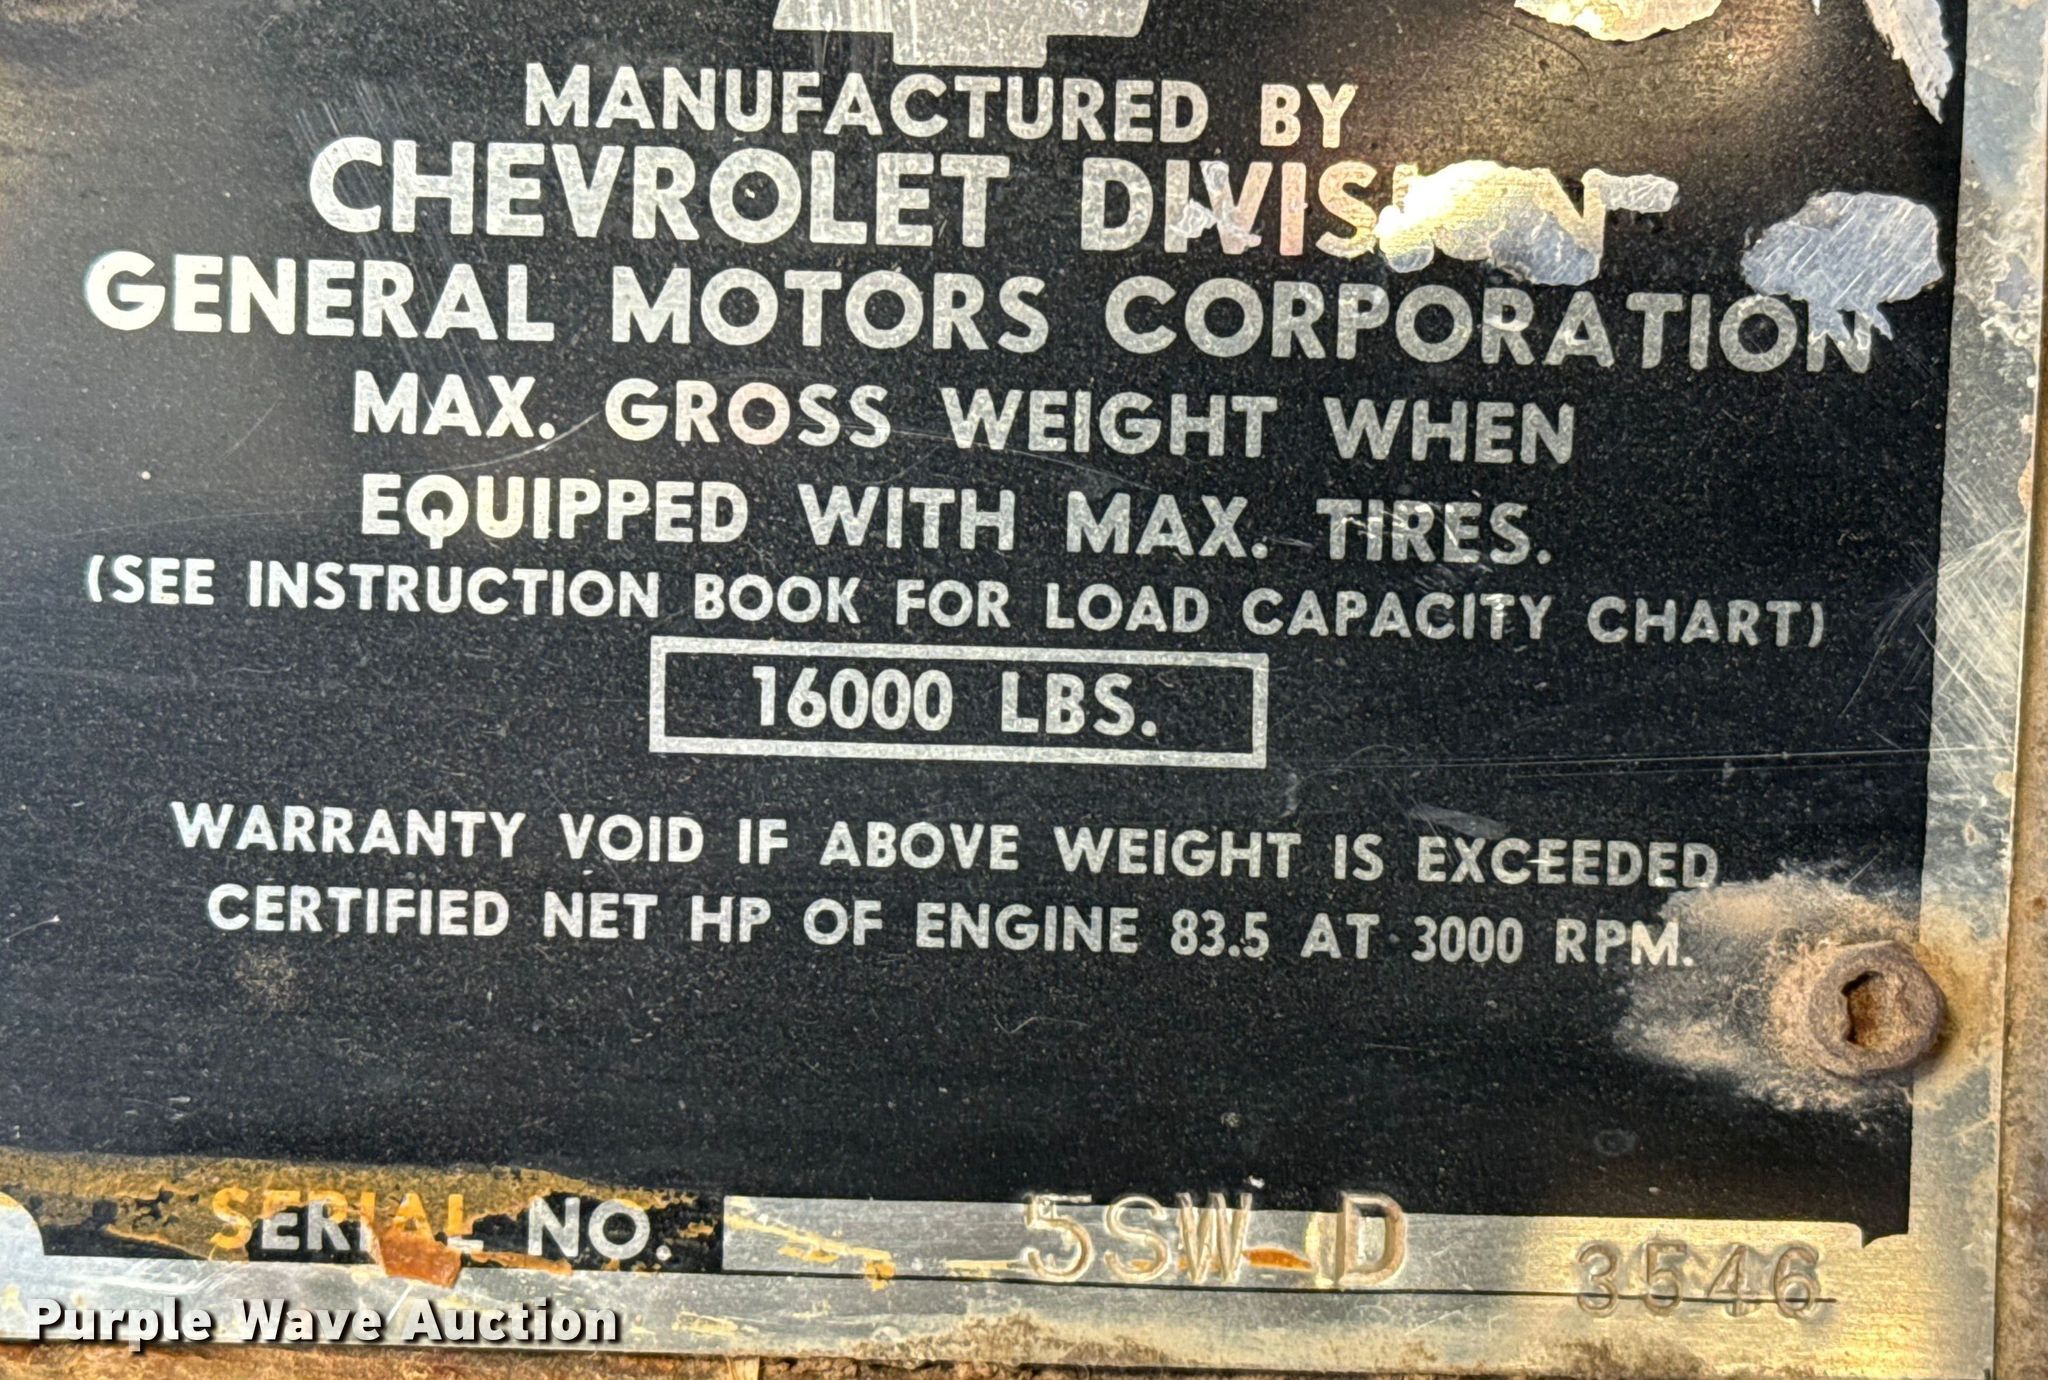 MANUFACTURED BY
CHEVROLET DIVISION
GENERAL MOTORS CORPORATION
MAX. GROSS WEIGHT WHEN
EQUIPPED WITH MAX. TIRES.
(SEE INSTRUCTION BOOK FOR LOAD CAPACITY CHART)
16000 LBS.
WARRANTY VOID IF ABOVE WEIGHT IS EXCEEDED
CERTIFIED NET HP OF ENGINE 83.5 AT 3000 RPM.
SERIAL NO. 5SW-D 3546
Purple Wave Auction